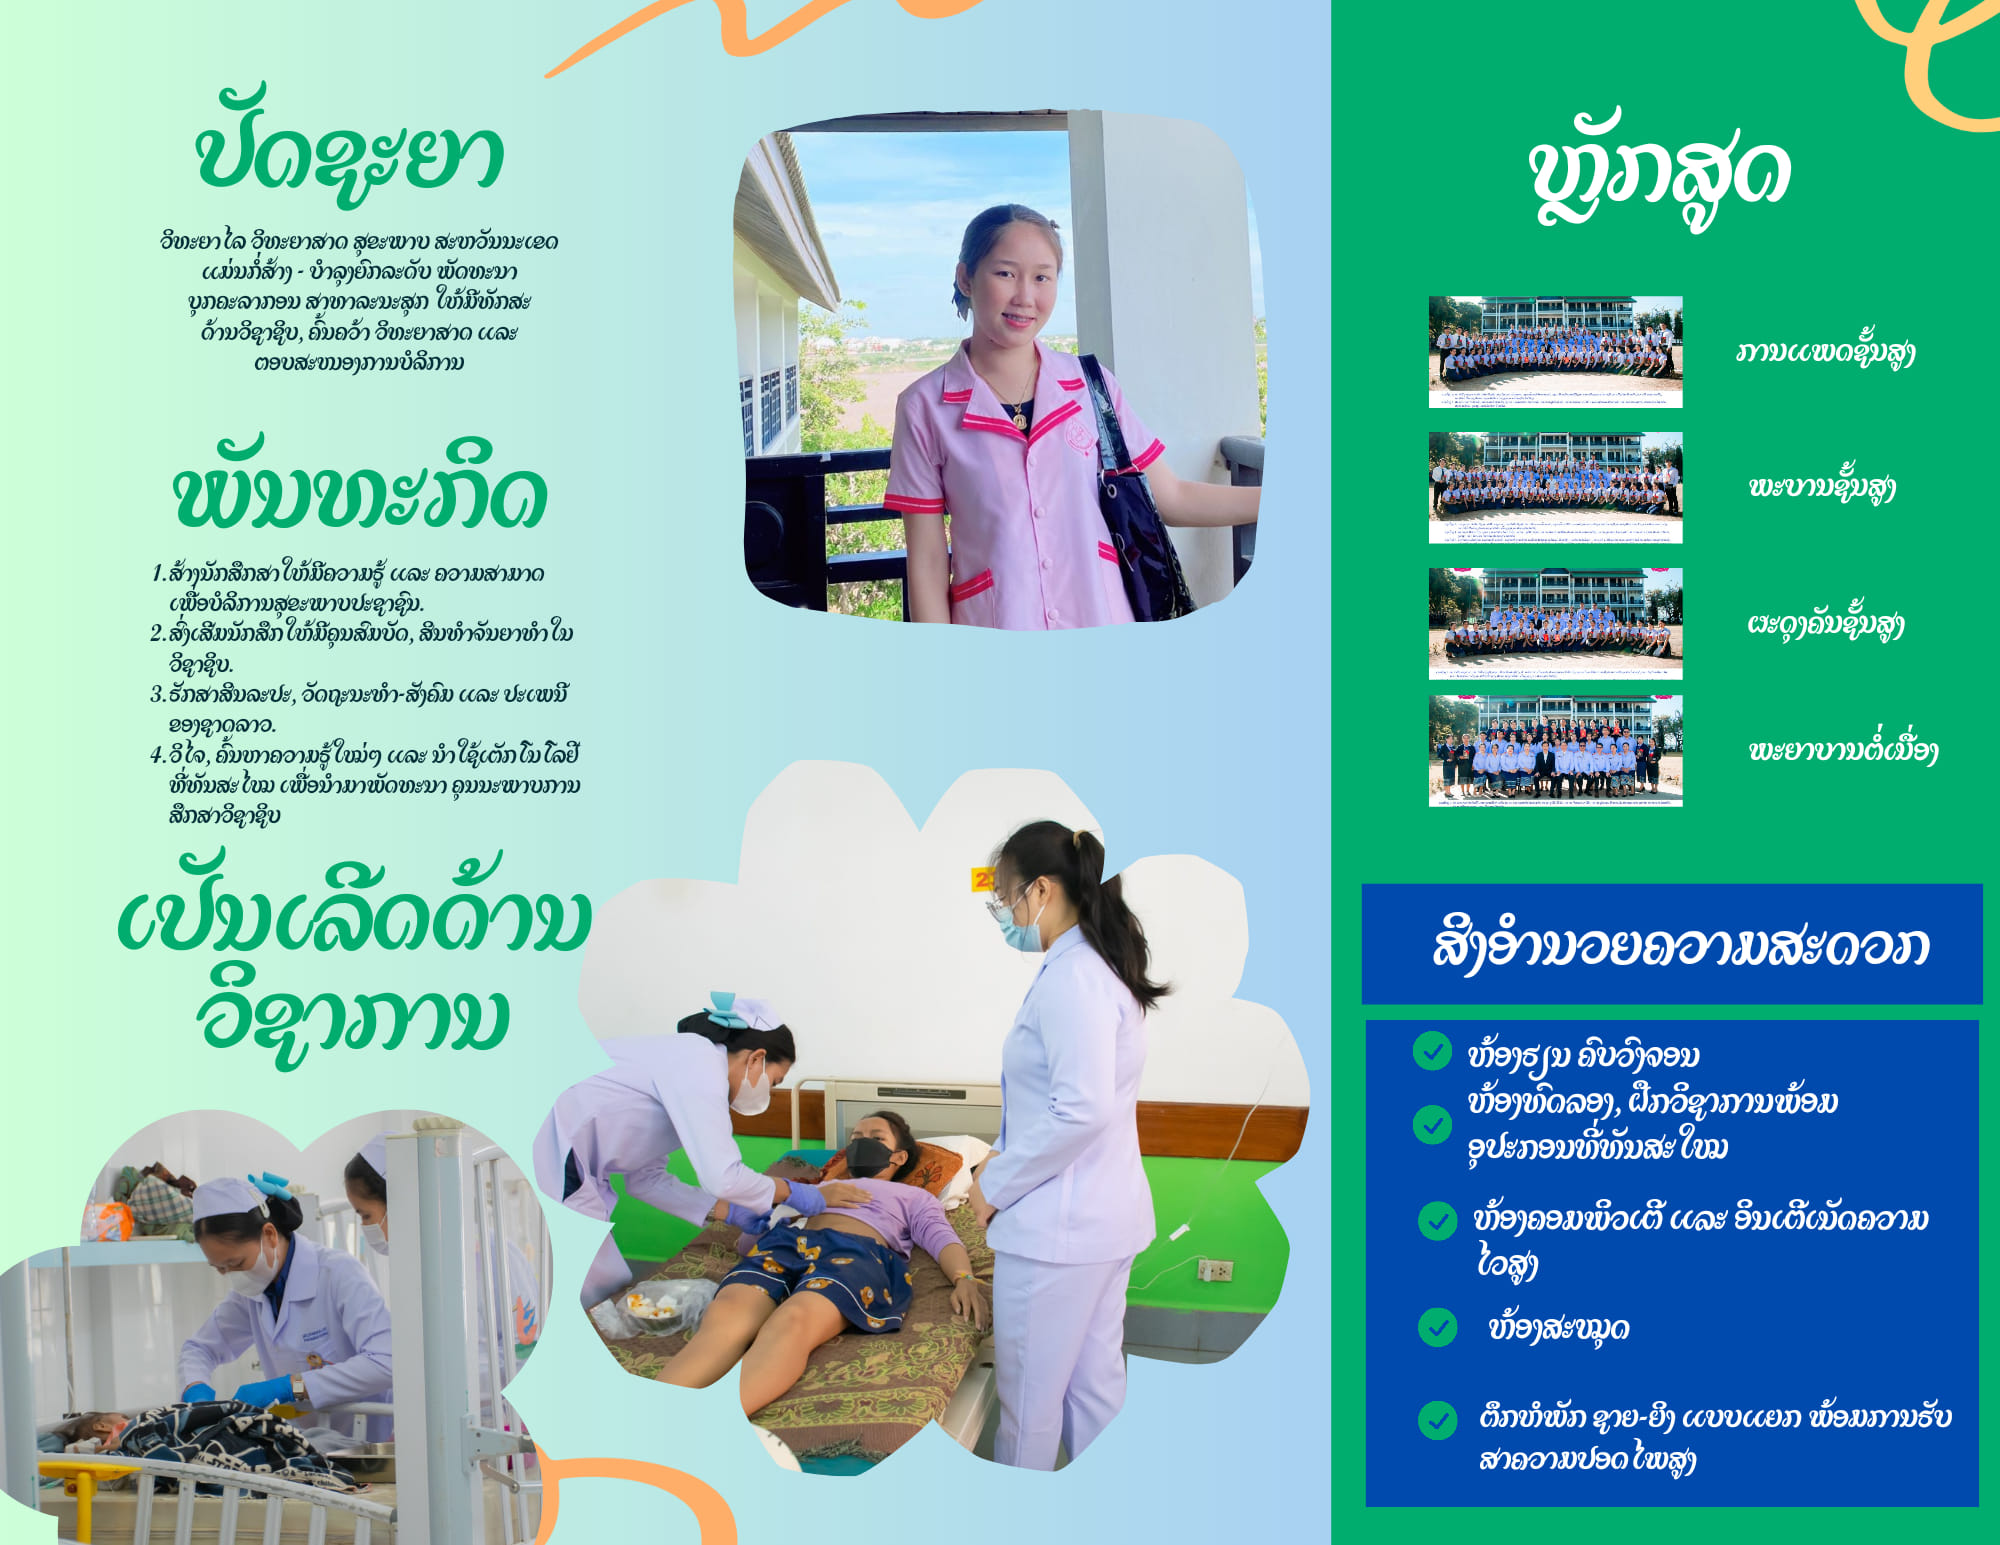 ປັດຊະຍາ
ວິທະຍາໄລ ວິທະຍາສາດ ສຸຂະພາບ ສະຫວັນນະເຂດ
ແມ່ນກໍ່ສ້າງ - ບຳລຸງຍົກລະດັບ ພັດທະນາ
ບຸກຄະລາກອນ ສາທາລະນະສຸກ ໃຫ້ມີທັກສະ
ດ້ານວິຊາຊີບ, ຄົ້ນຄວ້າ ວິທະຍາສາດ ແລະ
ຕອບສະໜອງການບໍລິການ
ພັນທະກິດ
1. ສ້າງນັກສຶກສາໃຫ້ມີຄວາມຮູ້ ແລະ ຄວາມສາມາດ
ເພື່ອບໍລິການສຸຂະພາບປະຊາຊົນ.
2. ສົ່ງເສີມນັກສຶກໃຫ້ມີຄຸນສົມບັດ, ສິນທຳຈັນຍາທຳໃນ
ວິຊາຊີບ.
3. ຮັກສາສິນລະປະ, ວັດຖະນະທຳ-ສັງຄົມ ແລະ ປະເພນີ
ຂອງຊາດລາວ.
4. ວິໄຈ, ຄົ້ນຫາຄວາມຮູ້ໃໝ່ໆ ແລະ ນຳໃຊ້ເຕັກໂນໂລຢີ
ທີ່ທັນສະໄໝ ເພື່ອນຳມາພັດທະນາ ຄຸນນະພາບການ
ສຶກສາວິຊາຊີບ
ເປັນເລີດດ້ານ
ວິຊາການ
ຫຼັກສູດ
ການແພດຊັ້ນສູງ
ພະບານຊັ້ນສູງ
ຜະດຸງຄັນຊັ້ນສູງ
ພະຍາບານຕໍ່ເນື່ອງ
ສິງອຳນວຍຄວາມສະດວກ
ຫ້ອງຮຽນ ຄົບວົງຈອນ
ຫ້ອງທົດລອງ, ຝຶກວິຊາການພ້ອມ
ອຸປະກອນທີ່ທັນສະໄໝ
ຫ້ອງຄອມພິວເຕີ ແລະ ອິນເຕີເນັດຄວາມ
ໄວສູງ
ຫ້ອງສະໝຸດ
ຕຶກຫໍພັກ ຊາຍ-ຍິງ ແບບແຍກ ພ້ອມການຮັບ
ສາຄວາມປອດໄພສູງ